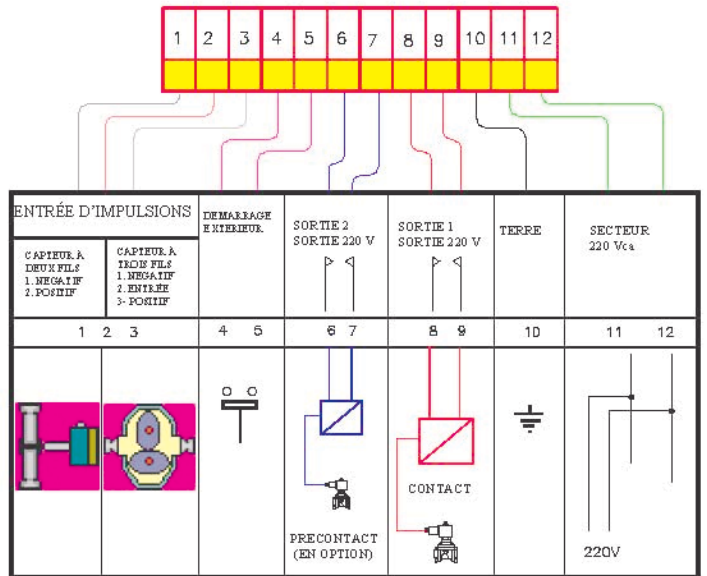 1 2 3 4 5 6 7 8 9 10 11 12
ENTRÉE D'IMPULSIONS
CAPTEUR À
DEUX FILS
1. NEGATIF
2. POSITIF
CAPTEUR À
TROIS FILS
1. NEGATIF
2. ENTRÉE
3- POSITIF
DEMARRAGE
EXTERIEUR
SORTIE 2
SORTIE 220 V
SORTIE 1
SORTIE 220 V
TERRE
SECTEUR
220 Vca
1 2 3 4 5 6 7 8 9 10 11 12
PRECONTACT
(EN OPTION)
CONTACT
220V